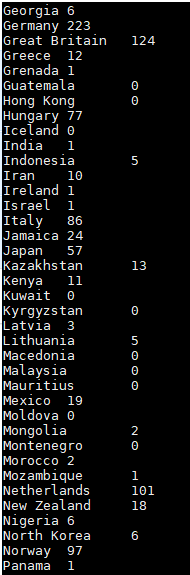 Georgia 6
Germany 223
Great Britain 124
Greece 12
Grenada 1
Guatemala 0
Hong Kong 0
Hungary 77
Iceland 0
India 1
Indonesia 5
Iran 10
Ireland 1
Israel 1
Italy 86
Jamaica 24
Japan 57
Kazakhstan 13
Kenya 11
Kuwait 0
Kyrgyzstan 0
Latvia 3
Lithuania 5
Macedonia 0
Malaysia 0
Mauritius 0
Mexico 19
Moldova 0
Mongolia 2
Montenegro 0
Morocco 2
Mozambique 1
Netherlands 101
New Zealand 18
Nigeria 6
North Korea 6
Norway 97
Panama 1